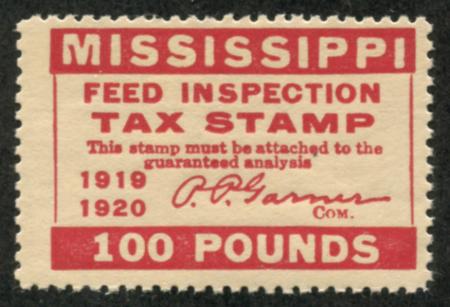 MISSISSIPPI
FEED INSPECTION
TAX STAMP
This stamp must be attached to the
guaranteed analysis
1919
1920
P. P. Garner
COM.
100 POUNDS